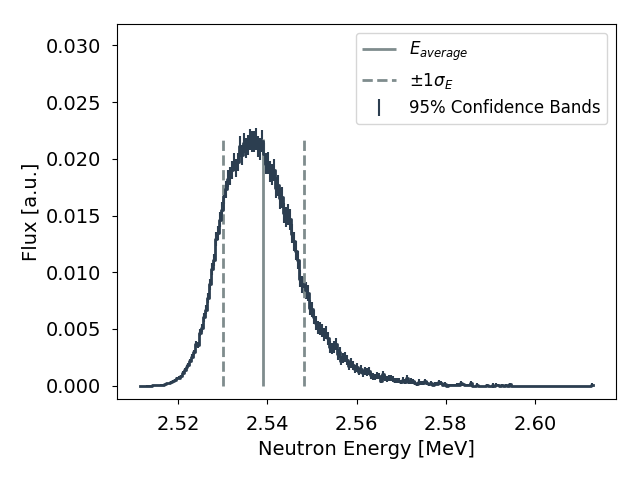 0.030
0.025
0.020
0.015
0.010
0.005
0.000
Flux [a.u.]
E_average
±1σ_E
95% Confidence Bands
2.52 2.54 2.56 2.58 2.60
Neutron Energy [MeV]